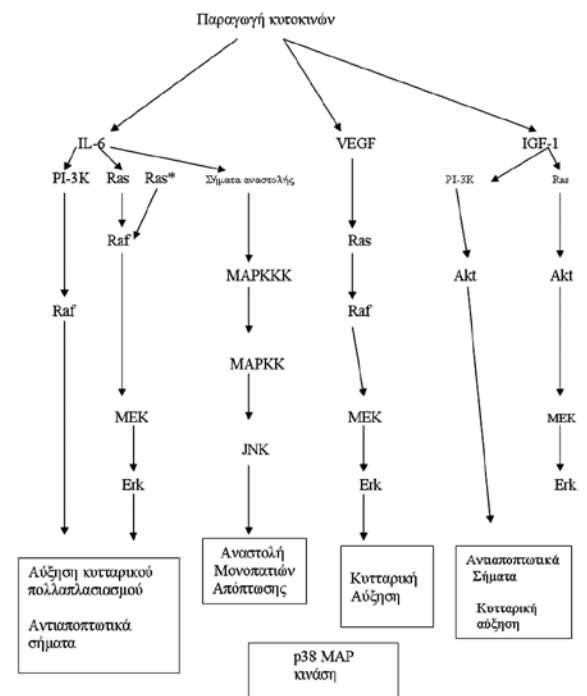 Παραγωγή κυτοκινών
IL-6 VEGF IGF-1
PI-3K Ras Ras* Σήματα αναστολής PI-3K Ras
Raf Ras
MAPKKK Akt Akt
Raf Raf
MAPKK
MEK MEK MEK
JNK
Erk Erk Erk
Αύξηση κυτταρικού
πολλαπλασιασμού
Αντιαποπτωτικά
σήματα
Αναστολή
Μονοπατιών
Απόπτωσης
Κυτταρική
Αύξηση
Αντιαποπτωτικά
Σήματα
Κυτταρική
αύξηση
p38 MAP
κινάση